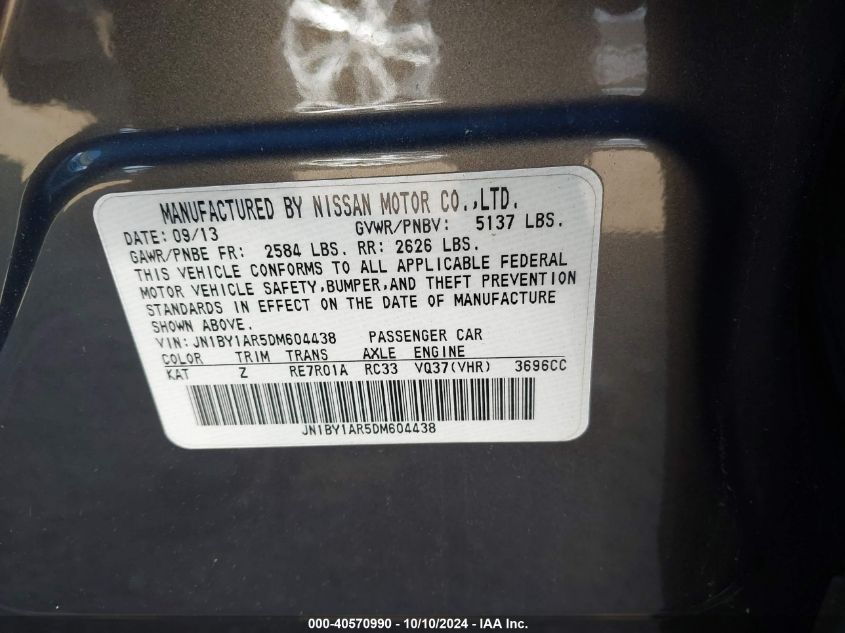 MANUFACTURED BY NISSAN MOTOR CO.,LTD.
DATE: 09/13 GVWR/PNBV: 5137 LBS.
GAWR/PNBE FR: 2584 LBS. RR: 2626 LBS.
THIS VEHICLE CONFORMS TO ALL APPLICABLE FEDERAL
MOTOR VEHICLE SAFETY,BUMPER,AND THEFT PREVENTION
STANDARDS IN EFFECT ON THE DATE OF MANUFACTURE
SHOWN ABOVE.
VIN: JN1BY1AR5DM604438 PASSENGER CAR
COLOR TRIM TRANS AXLE ENGINE
KAT Z RE7R01A RC33 VQ37(VHR) 3696CC
JN1BY1AR5DM604438
000-40570990 - 10/10/2024 - IAA Inc.